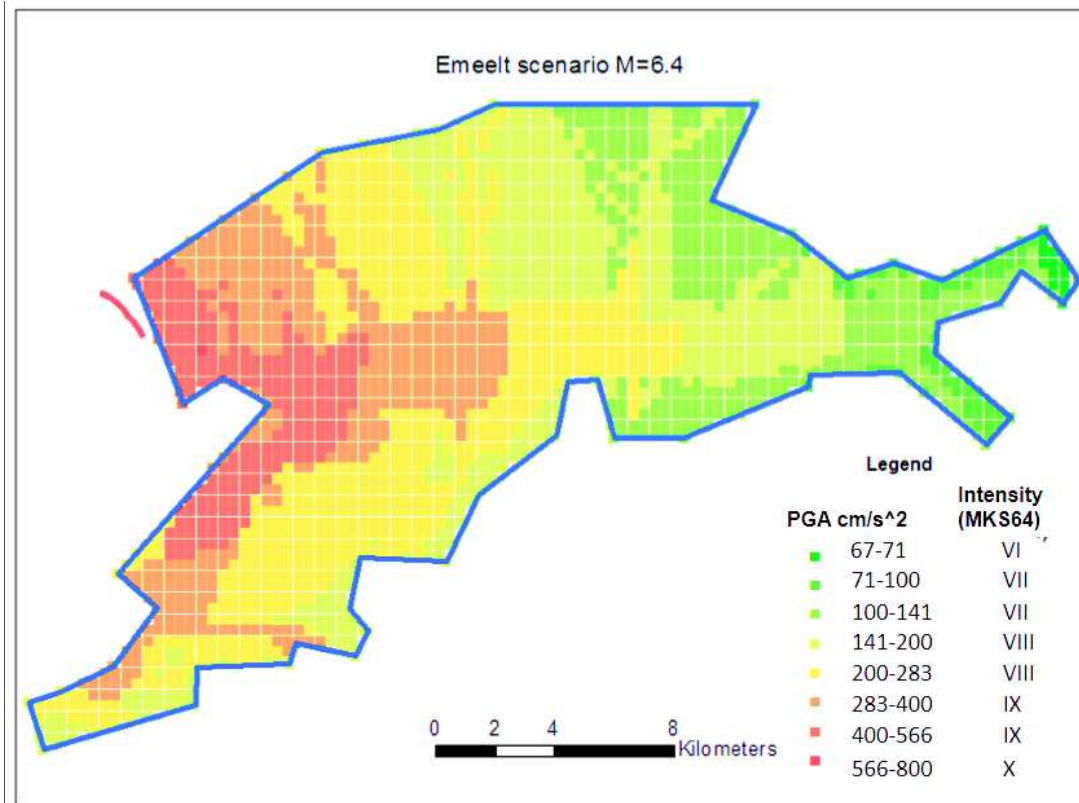 Emeelt scenario M=6.4
Legend
PGA cm/s^2 Intensity (MKS64)
67-71 VI
71-100 VII
100-141 VII
141-200 VIII
200-283 VIII
283-400 IX
400-566 IX
566-800 X
0 2 4 8
Kilometers